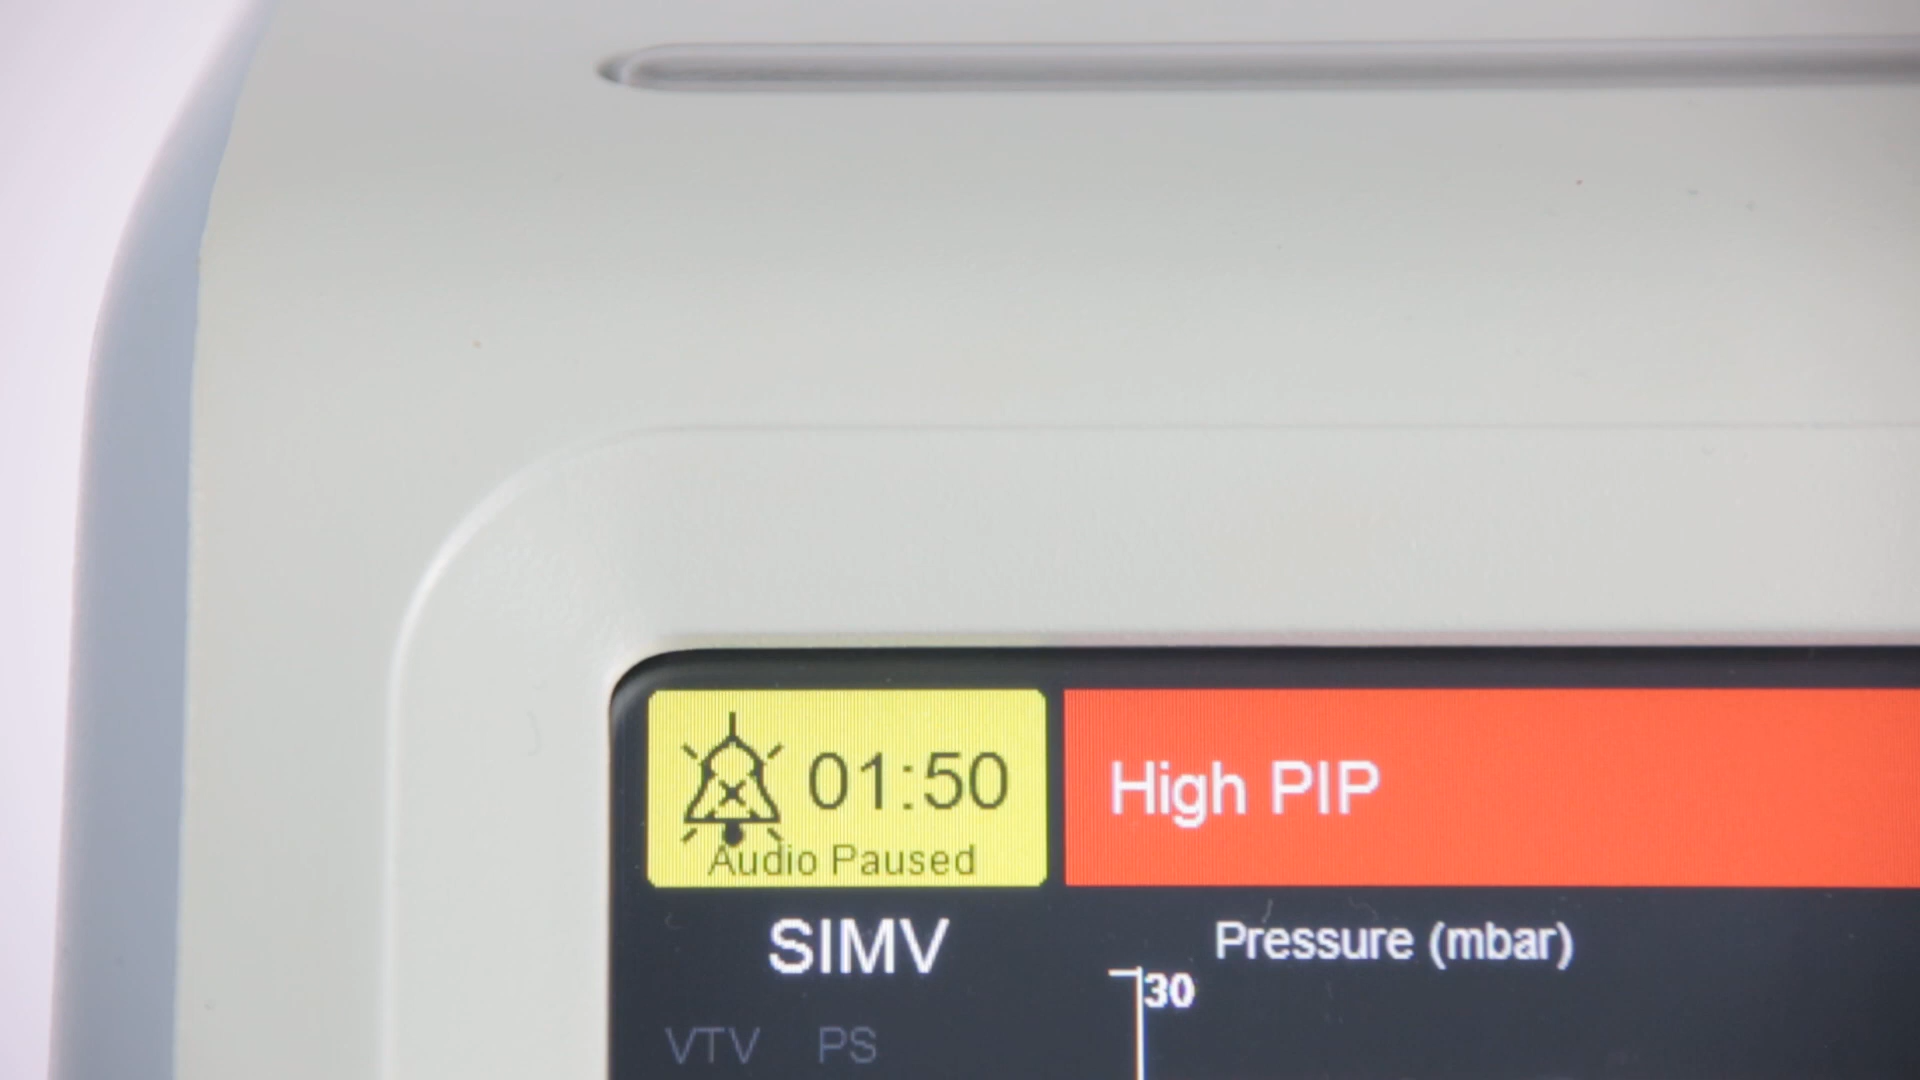 01:50
Audio Paused
High PIP
SIMV
Pressure (mbar)
30
VTV PS